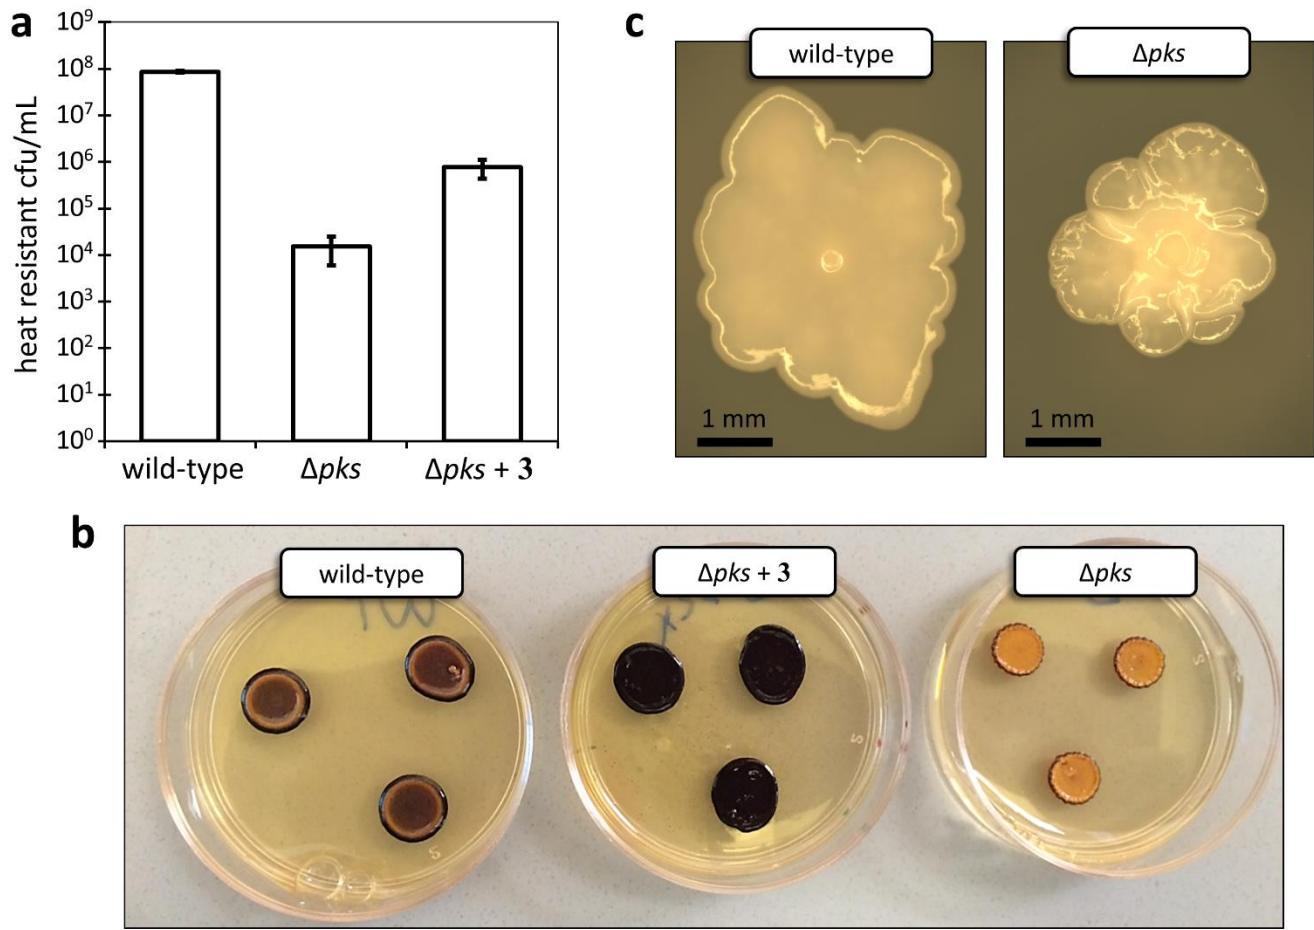 a
heat resistant cfu/mL
10⁹
10⁸
10⁷
10⁶
10⁵
10⁴
10³
10²
10¹
10⁰
wild-type
Δpks
Δpks + 3
c
wild-type
Δpks
1 mm
1 mm
b
wild-type
Δpks + 3
Δpks